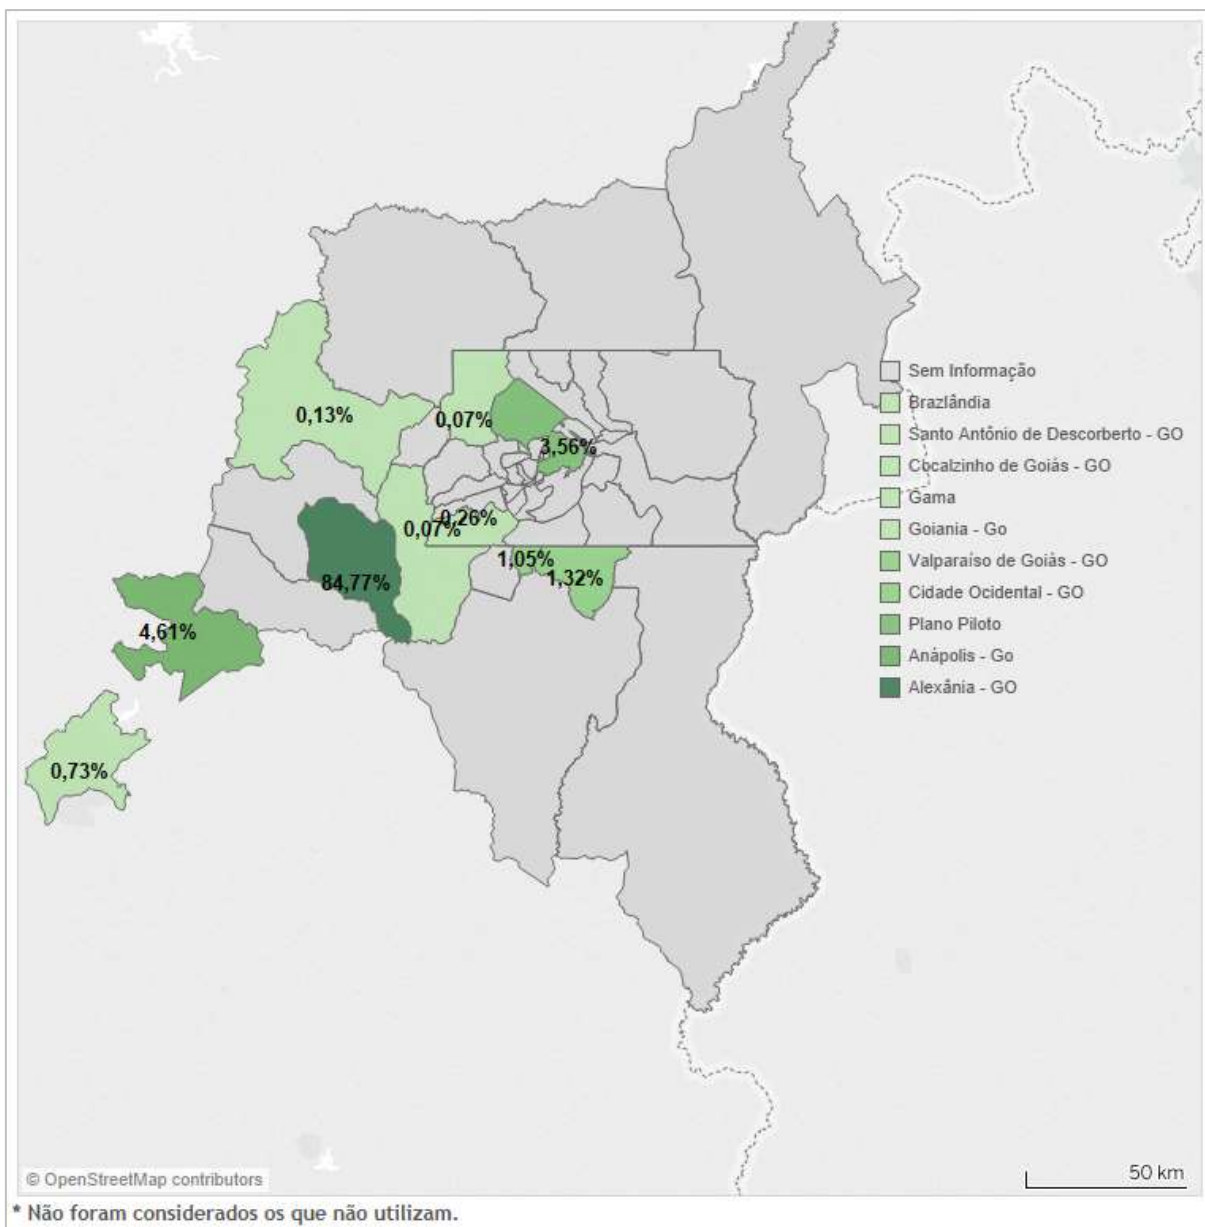 0,13%
0,07%
3,56%
0,07%
0,26%
1,05%
1,32%
84,77%
4,61%
0,73%
Sem Informação
Brazlândia
Santo Antônio de Descorberto - GO
Cocalzinho de Goiás - GO
Gama
Goiania - Go
Valparaíso de Goiás - GO
Cidade Ocidental - GO
Plano Piloto
Anápolis - Go
Alexânia - GO
50 km
© OpenStreetMap contributors
* Não foram considerados os que não utilizam.